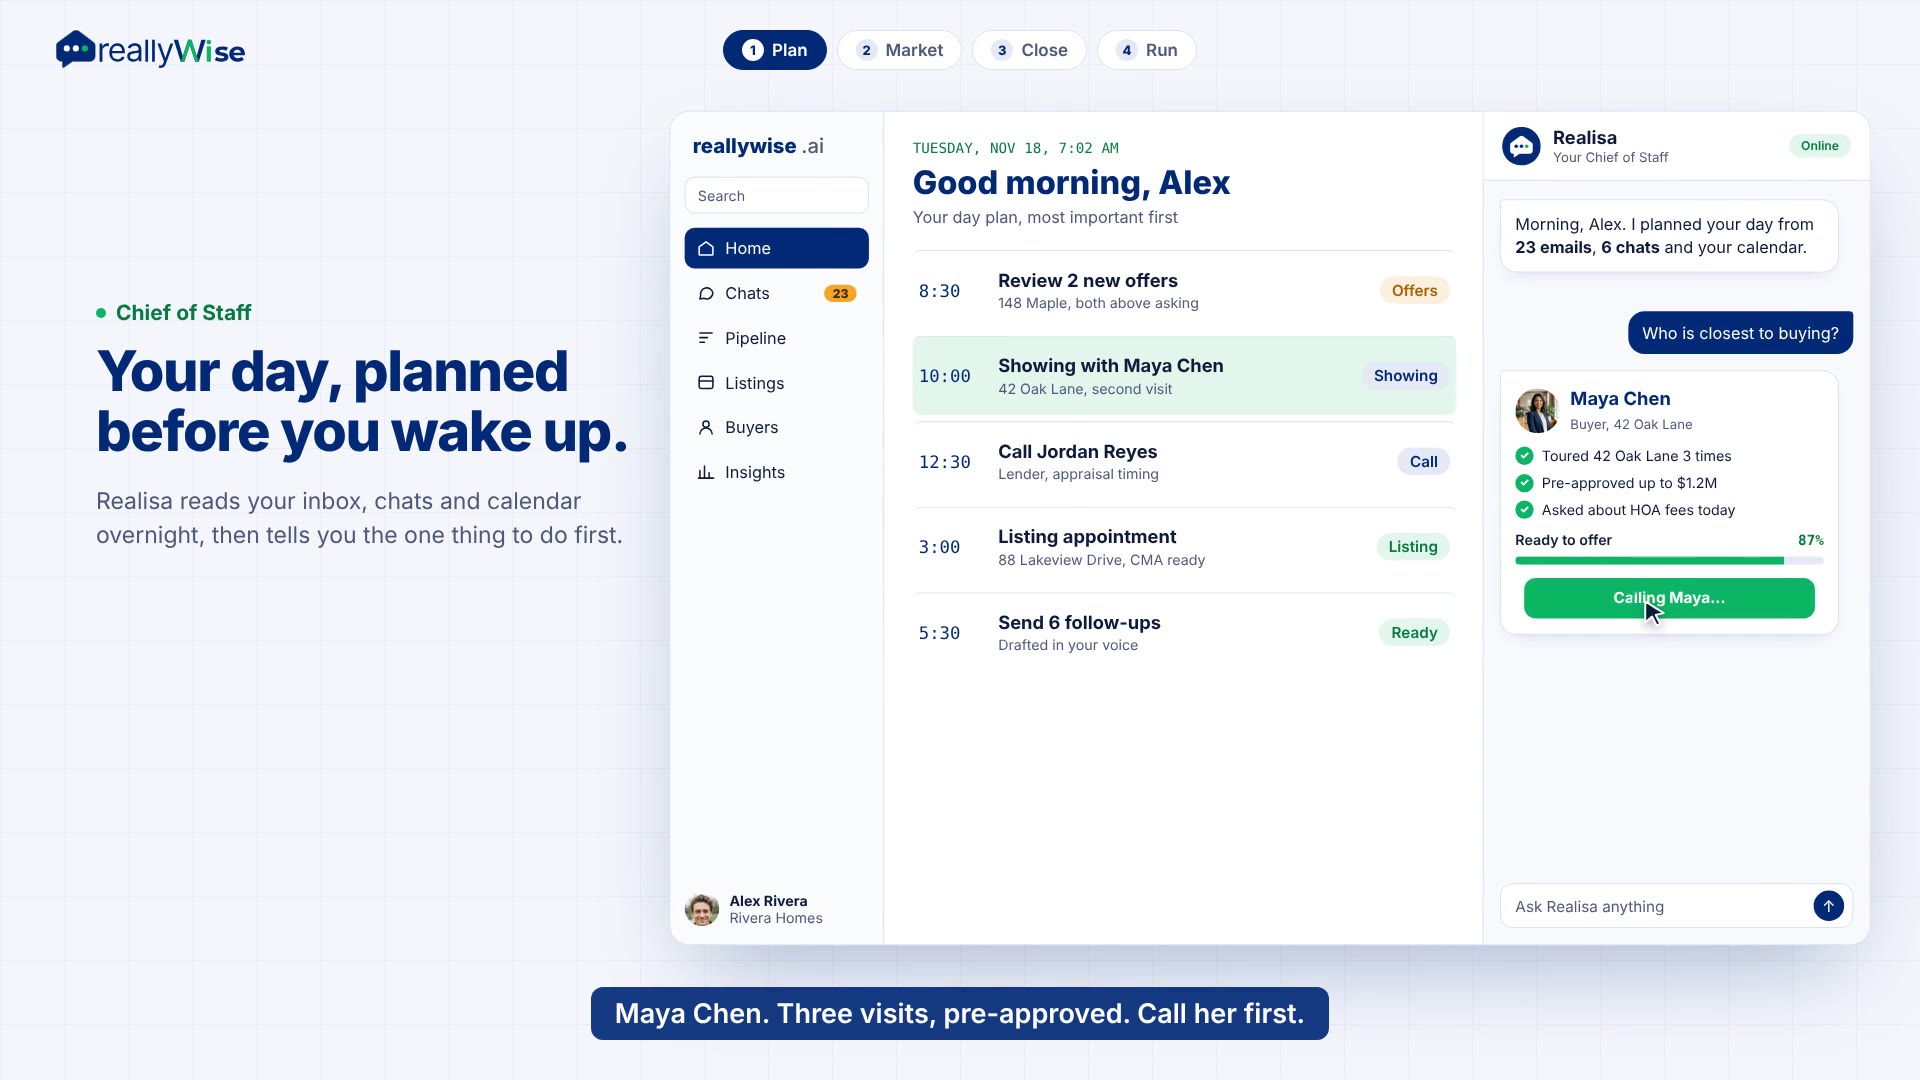 reallyWise
1 Plan
2 Market
3 Close
4 Run
Chief of Staff
Your day, planned
before you wake up.
Realisa reads your inbox, chats and calendar
overnight, then tells you the one thing to do first.
reallywise .ai
Search
Home
Chats 23
Pipeline
Listings
Buyers
Insights
Alex Rivera
Rivera Homes
TUESDAY, NOV 18, 7:02 AM
Good morning, Alex
Your day plan, most important first
8:30 Review 2 new offers Offers
148 Maple, both above asking
10:00 Showing with Maya Chen Showing
42 Oak Lane, second visit
12:30 Call Jordan Reyes Call
Lender, appraisal timing
3:00 Listing appointment Listing
88 Lakeview Drive, CMA ready
5:30 Send 6 follow-ups Ready
Drafted in your voice
Realisa
Your Chief of Staff
Online
Morning, Alex. I planned your day from
23 emails, 6 chats and your calendar.
Who is closest to buying?
Maya Chen
Buyer, 42 Oak Lane
Toured 42 Oak Lane 3 times
Pre-approved up to $1.2M
Asked about HOA fees today
Ready to offer 87%
Calling Maya...
Ask Realisa anything
Maya Chen. Three visits, pre-approved. Call her first.